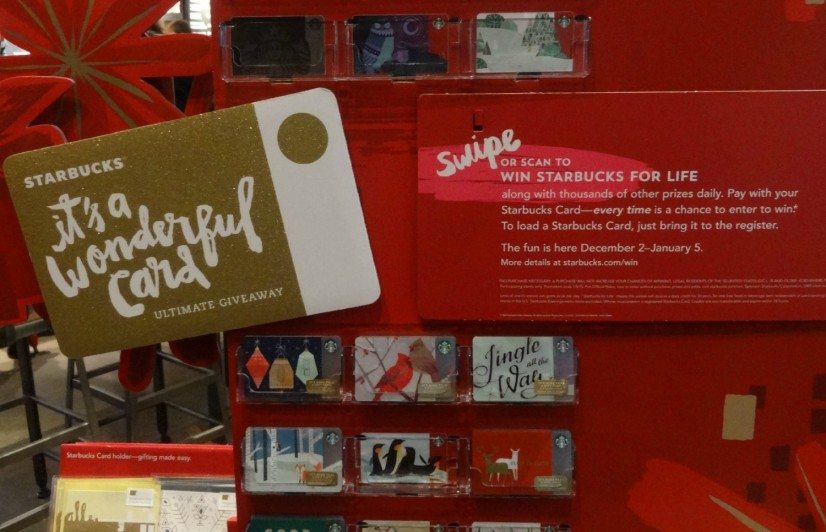 STARBUCKS
it's a
wonderful
card
ULTIMATE GIVEAWAY
Swipe OR SCAN TO
WIN STARBUCKS FOR LIFE
along with thousands of other prizes daily. Pay with your
Starbucks Card—every time is a chance to enter to win.*
To load a Starbucks Card, just bring it to the register.
The fun is here December 2–January 5.
More details at starbucks.com/win
Jingle
all the
Way
Starbucks Card holder—gifting made easy.